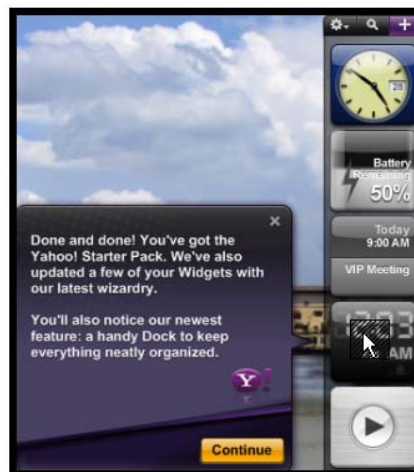 28
Battery
Remaining
50%
Today
9:00 AM
VIP Meeting
Done and done! You've got the
Yahoo! Starter Pack. We've also
updated a few of your Widgets with
our latest wizardry.
You'll also notice our newest
feature: a handy Dock to keep
everything neatly organized.
Y!
Continue
AM